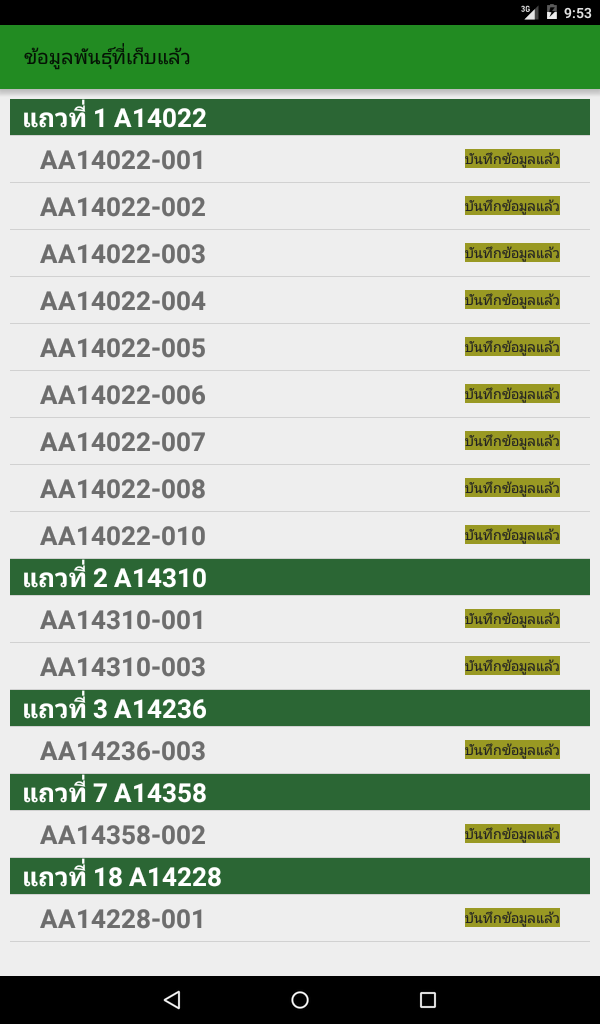 3G 9:53
ข้อมูลพันธุ์ที่เก็บแล้ว
แถวที่ 1 A14022
AA14022-001 บันทึกข้อมูลแล้ว
AA14022-002 บันทึกข้อมูลแล้ว
AA14022-003 บันทึกข้อมูลแล้ว
AA14022-004 บันทึกข้อมูลแล้ว
AA14022-005 บันทึกข้อมูลแล้ว
AA14022-006 บันทึกข้อมูลแล้ว
AA14022-007 บันทึกข้อมูลแล้ว
AA14022-008 บันทึกข้อมูลแล้ว
AA14022-010 บันทึกข้อมูลแล้ว
แถวที่ 2 A14310
AA14310-001 บันทึกข้อมูลแล้ว
AA14310-003 บันทึกข้อมูลแล้ว
แถวที่ 3 A14236
AA14236-003 บันทึกข้อมูลแล้ว
แถวที่ 7 A14358
AA14358-002 บันทึกข้อมูลแล้ว
แถวที่ 18 A14228
AA14228-001 บันทึกข้อมูลแล้ว